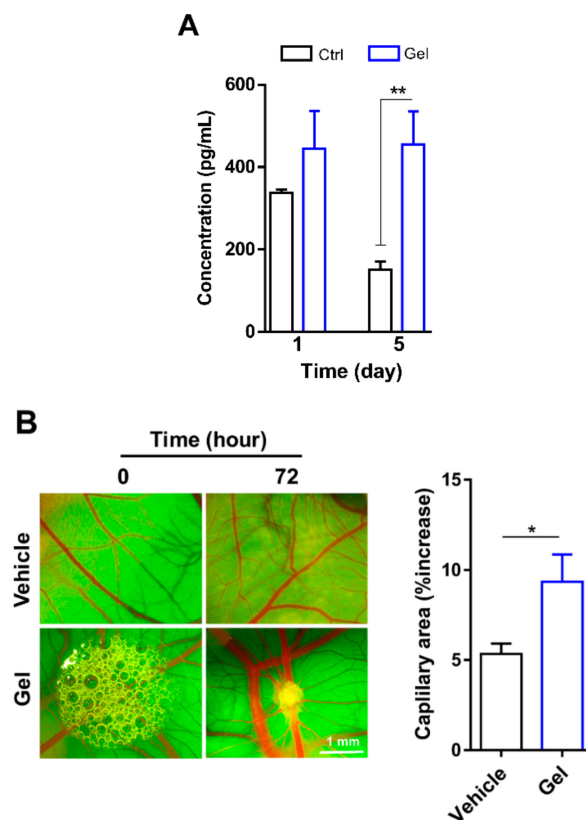 A
Ctrl Gel
600
400
200
0
Concentration (pg/mL)
**
1 5
Time (day)
B
Time (hour)
0 72
Vehicle
Gel
1 mm
15
10
5
0
Capliiary area (%increase)
*
Vehicle
Gel